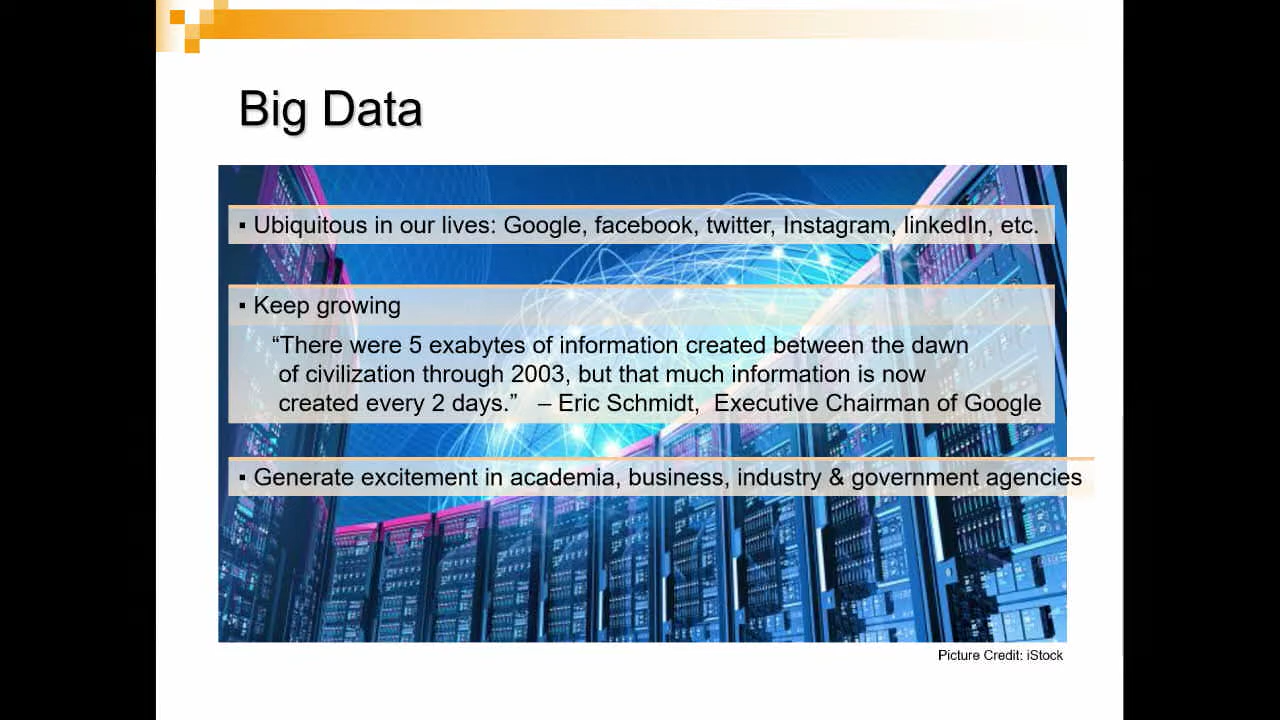 Big Data
▪ Ubiquitous in our lives: Google, facebook, twitter, Instagram, linkedIn, etc.
▪ Keep growing
“There were 5 exabytes of information created between the dawn
of civilization through 2003, but that much information is now
created every 2 days.” – Eric Schmidt, Executive Chairman of Google
▪ Generate excitement in academia, business, industry & government agencies
Picture Credit: iStock